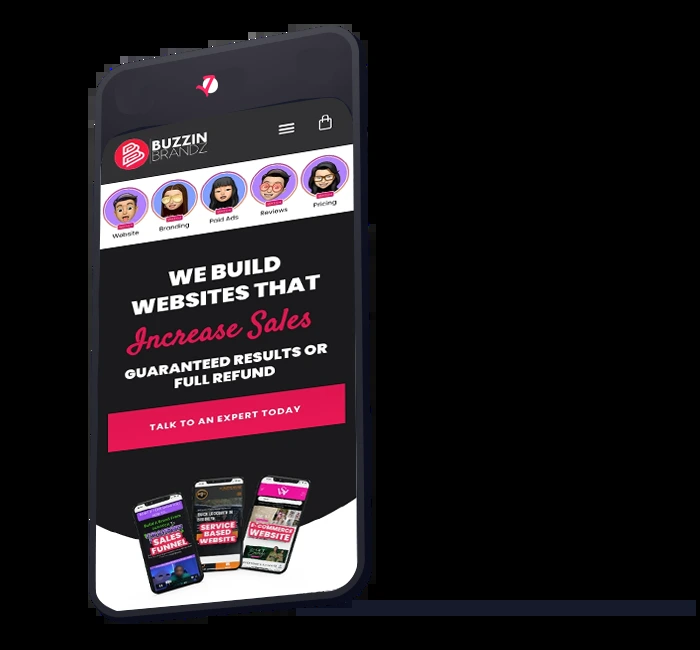 BUZZIN
BRANDZ
Website
Branding
Paid Ads
Reviews
Pricing
WE BUILD
WEBSITES THAT
Increase Sales
GUARANTEED RESULTS OR
FULL REFUND
TALK TO AN EXPERT TODAY
SALES
FUNNEL
SERVICE
BASED
WEBSITE
E-COMMERCE
WEBSITE